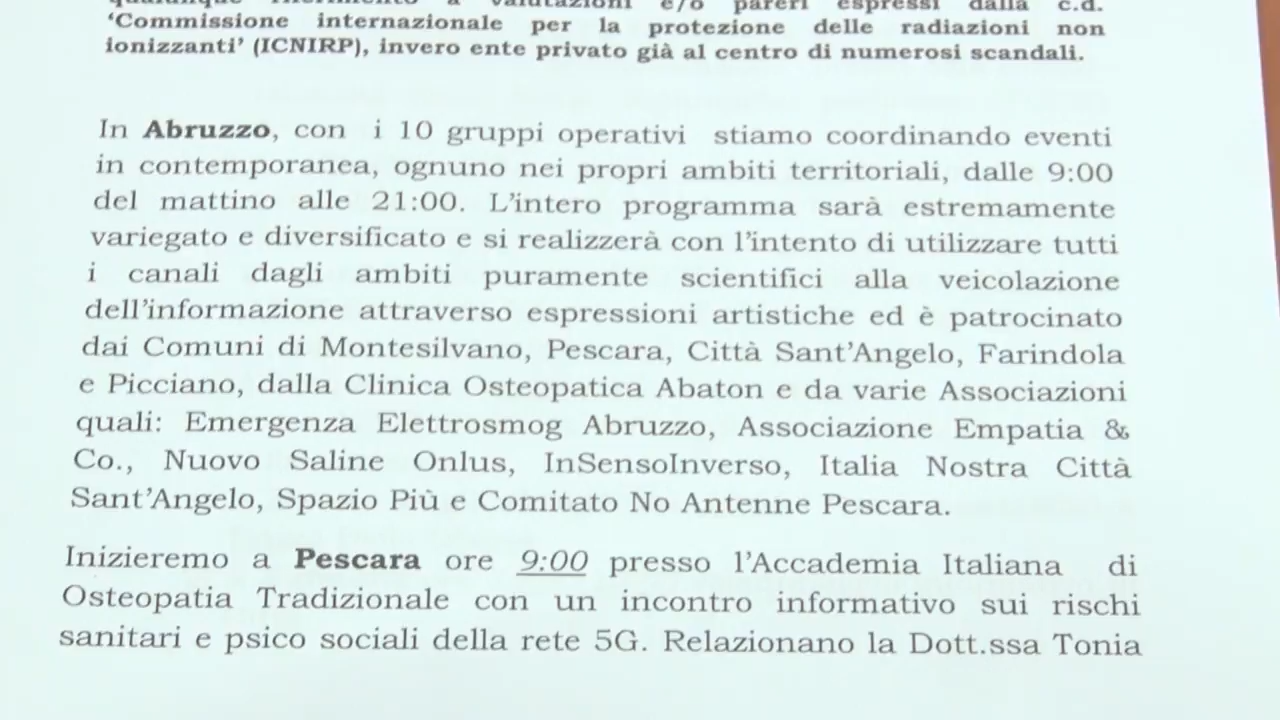 qualunque riferimento a valutazioni e/o pareri espressi dalla c.d.
‘Commissione internazionale per la protezione delle radiazioni non
ionizzanti’ (ICNIRP), invero ente privato già al centro di numerosi scandali.
In Abruzzo, con i 10 gruppi operativi stiamo coordinando eventi
in contemporanea, ognuno nei propri ambiti territoriali, dalle 9:00
del mattino alle 21:00. L’intero programma sarà estremamente
variegato e diversificato e si realizzerà con l’intento di utilizzare tutti
i canali dagli ambiti puramente scientifici alla veicolazione
dell’informazione attraverso espressioni artistiche ed è patrocinato
dai Comuni di Montesilvano, Pescara, Città Sant’Angelo, Farindola
e Picciano, dalla Clinica Osteopatica Abaton e da varie Associazioni
quali: Emergenza Elettrosmog Abruzzo, Associazione Empatia &
Co., Nuovo Saline Onlus, InSensoInverso, Italia Nostra Città
Sant’Angelo, Spazio Più e Comitato No Antenne Pescara.
Inizieremo a Pescara ore 9:00 presso l’Accademia Italiana di
Osteopatia Tradizionale con un incontro informativo sui rischi
sanitari e psico sociali della rete 5G. Relazionano la Dott.ssa Tonia